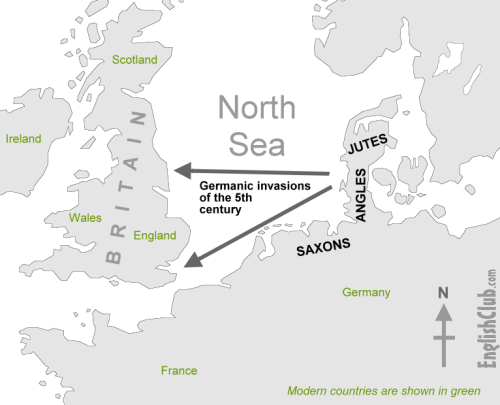 Scotland
North
Sea
Ireland
BRITAIN
JUTES
Germanic invasions
of the 5th
century
ANGLES
Wales
England
SAXONS
Germany
N
EnglishClub.com
France
Modern countries are shown in green